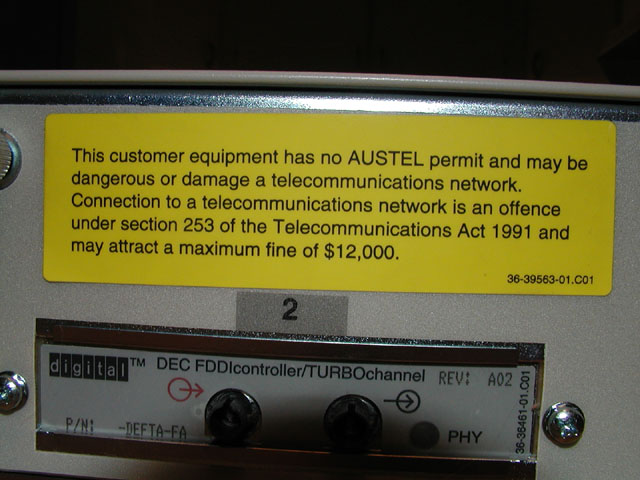 This customer equipment has no AUSTEL permit and may be
dangerous or damage a telecommunications network.
Connection to a telecommunications network is an offence
under section 253 of the Telecommunications Act 1991 and
may attract a maximum fine of $12,000.
36-39563-01.C01
2
digital™ DEC FDDIcontroller/TURBOchannel REV: A02
P/N: -DEFTA-FA
PHY
36-36461-01.C01